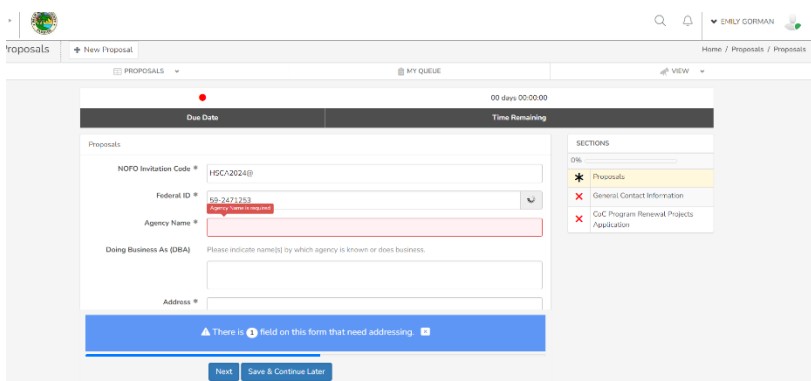 EMILY GORMAN
Proposals
New Proposal
Home / Proposals / Proposals
PROPOSALS
MY QUEUE
VIEW
00 days 00:00:00
Due Date
Time Remaining
Proposals
NOFO Invitation Code *
HSCA2024@
Federal ID *
59-2471253
Agency Name is required
Agency Name *
Doing Business As (DBA)
Please indicate name(s) by which agency is known or does business.
Address *
There is 1 field on this form that need addressing.
Next
Save & Continue Later
SECTIONS
0%
Proposals
General Contact Information
CoC Program Renewal Projects
Application